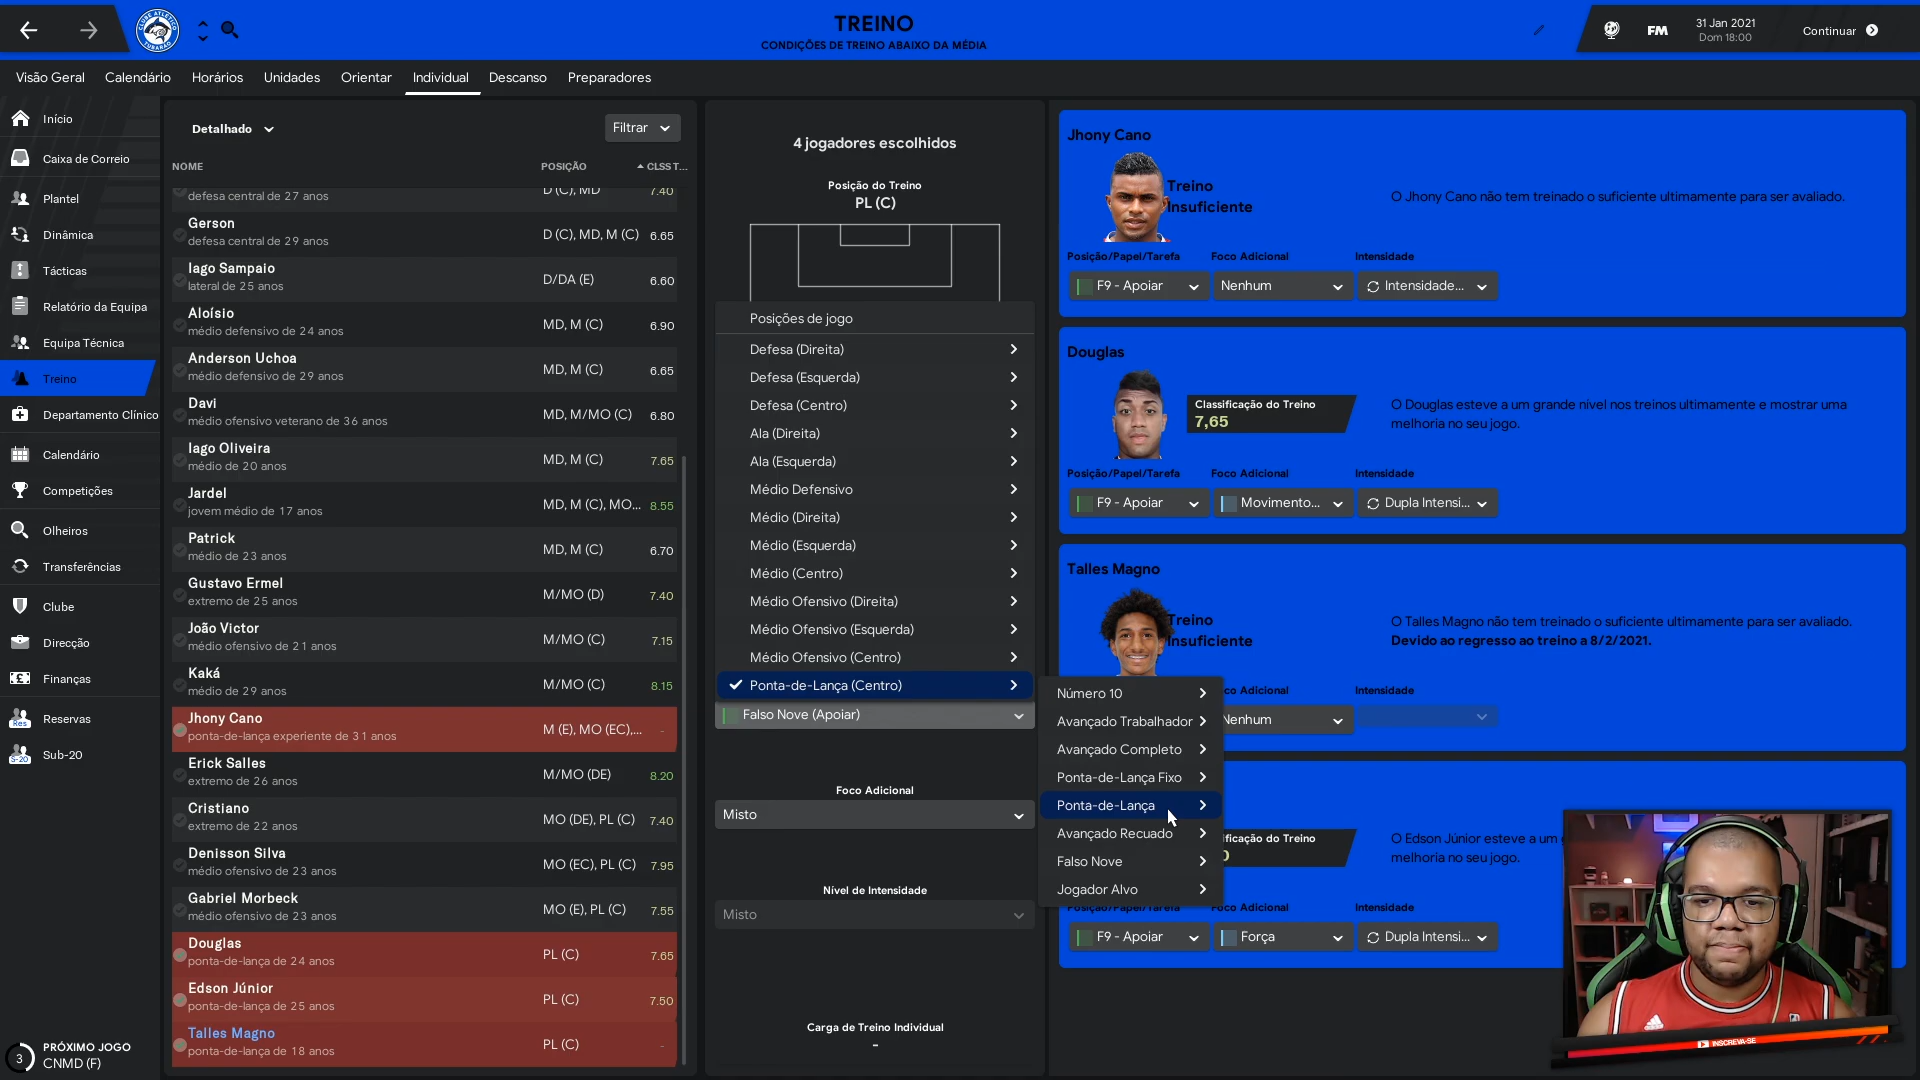 TREINO
CONDIÇÕES DE TREINO ABAIXO DA MÉDIA
CLUBE ATLÉTICO
TUBARÃO
FM
31 Jan 2021
Dom 18:00
Continuar
Visão Geral
Calendário
Horários
Unidades
Orientar
Individual
Descanso
Preparadores
Início
Caixa de Correio
Plantel
Dinâmica
Tácticas
Relatório da Equipa
Equipa Técnica
Treino
Departamento Clínico
Calendário
Competições
Olheiros
Transferências
Clube
Direcção
Finanças
Res
Reservas
S-20
Sub-20
3
PRÓXIMO JOGO
CNMD (F)
Detalhado
Filtrar
NOME POSIÇÃO CLSS T...
D (C), MD 7.40
defesa central de 27 anos
Gerson
defesa central de 29 anos
D (C), MD, M (C) 6.65
Iago Sampaio
lateral de 25 anos
D/DA (E) 6.60
Aloísio
médio defensivo de 24 anos
MD, M (C) 6.90
Anderson Uchoa
médio defensivo de 29 anos
MD, M (C) 6.65
Davi
médio ofensivo veterano de 36 anos
MD, M/MO (C) 6.80
Iago Oliveira
médio de 20 anos
MD, M (C) 7.65
Jardel
jovem médio de 17 anos
MD, M (C), MO... 8.55
Patrick
médio de 23 anos
MD, M (C) 6.70
Gustavo Ermel
extremo de 25 anos
M/MO (D) 7.40
João Victor
médio ofensivo de 21 anos
M/MO (C) 7.15
Kaká
médio de 29 anos
M/MO (C) 8.15
Jhony Cano
ponta-de-lança experiente de 31 anos
M (E), MO (EC),... -
Erick Salles
extremo de 26 anos
M/MO (DE) 8.20
Cristiano
extremo de 22 anos
MO (DE), PL (C) 7.40
Denisson Silva
médio ofensivo de 23 anos
MO (EC), PL (C) 7.95
Gabriel Morbeck
médio ofensivo de 23 anos
MO (E), PL (C) 7.55
Douglas
ponta-de-lança de 24 anos
PL (C) 7.65
Edson Júnior
ponta-de-lança de 25 anos
PL (C) 7.50
Talles Magno
ponta-de-lança de 18 anos
PL (C) -
4 jogadores escolhidos
Posição do Treino
PL (C)
Posições de jogo
Defesa (Direita)
Defesa (Esquerda)
Defesa (Centro)
Ala (Direita)
Ala (Esquerda)
Médio Defensivo
Médio (Direita)
Médio (Esquerda)
Médio (Centro)
Médio Ofensivo (Direita)
Médio Ofensivo (Esquerda)
Médio Ofensivo (Centro)
Ponta-de-Lança (Centro)
Falso Nove (Apoiar)
Foco Adicional
Misto
Nível de Intensidade
Misto
Carga de Treino Individual
-
Número 10
Avançado Trabalhador
Avançado Completo
Ponta-de-Lança Fixo
Ponta-de-Lança
Avançado Recuado
Falso Nove
Jogador Alvo
Jhony Cano
Treino
Insuficiente
O Jhony Cano não tem treinado o suficiente ultimamente para ser avaliado.
Posição/Papel/Tarefa Foco Adicional Intensidade
F9 - Apoiar Nenhum Intensidade...
Douglas
Classificação do Treino
7,65
O Douglas esteve a um grande nível nos treinos ultimamente e mostrar uma
melhoria no seu jogo.
Posição/Papel/Tarefa Foco Adicional Intensidade
F9 - Apoiar Movimento... Dupla Intensi...
Talles Magno
Treino
Insuficiente
O Talles Magno não tem treinado o suficiente ultimamente para ser avaliado.
Devido ao regresso ao treino a 8/2/2021.
Adicional Intensidade
Nenhum
do Treino
O Edson Júnior esteve a um
melhoria no seu jogo.
Posição/Papel/Tarefa Foco Adicional Intensidade
F9 - Apoiar Força Dupla Intensi...
INSCREVA-SE